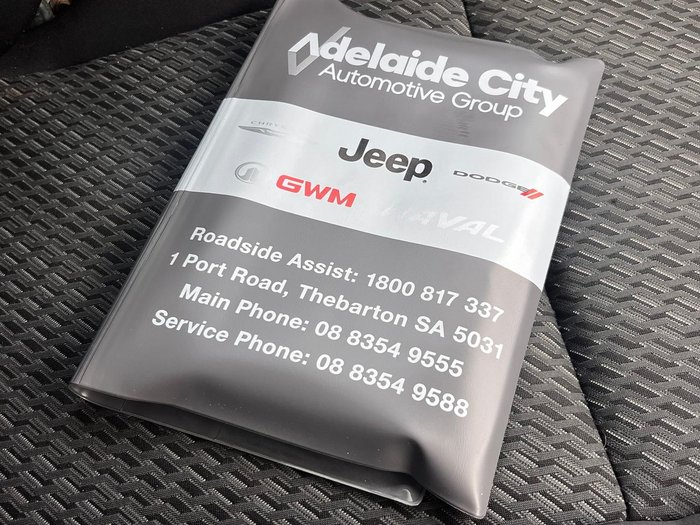 Adelaide City
Automotive Group
CHRYSLER
Jeep
DODGE
GWM HAVAL
Roadside Assist: 1800 817 337
1 Port Road, Thebarton SA 5031
Main Phone: 08 8354 9555
Service Phone: 08 8354 9588